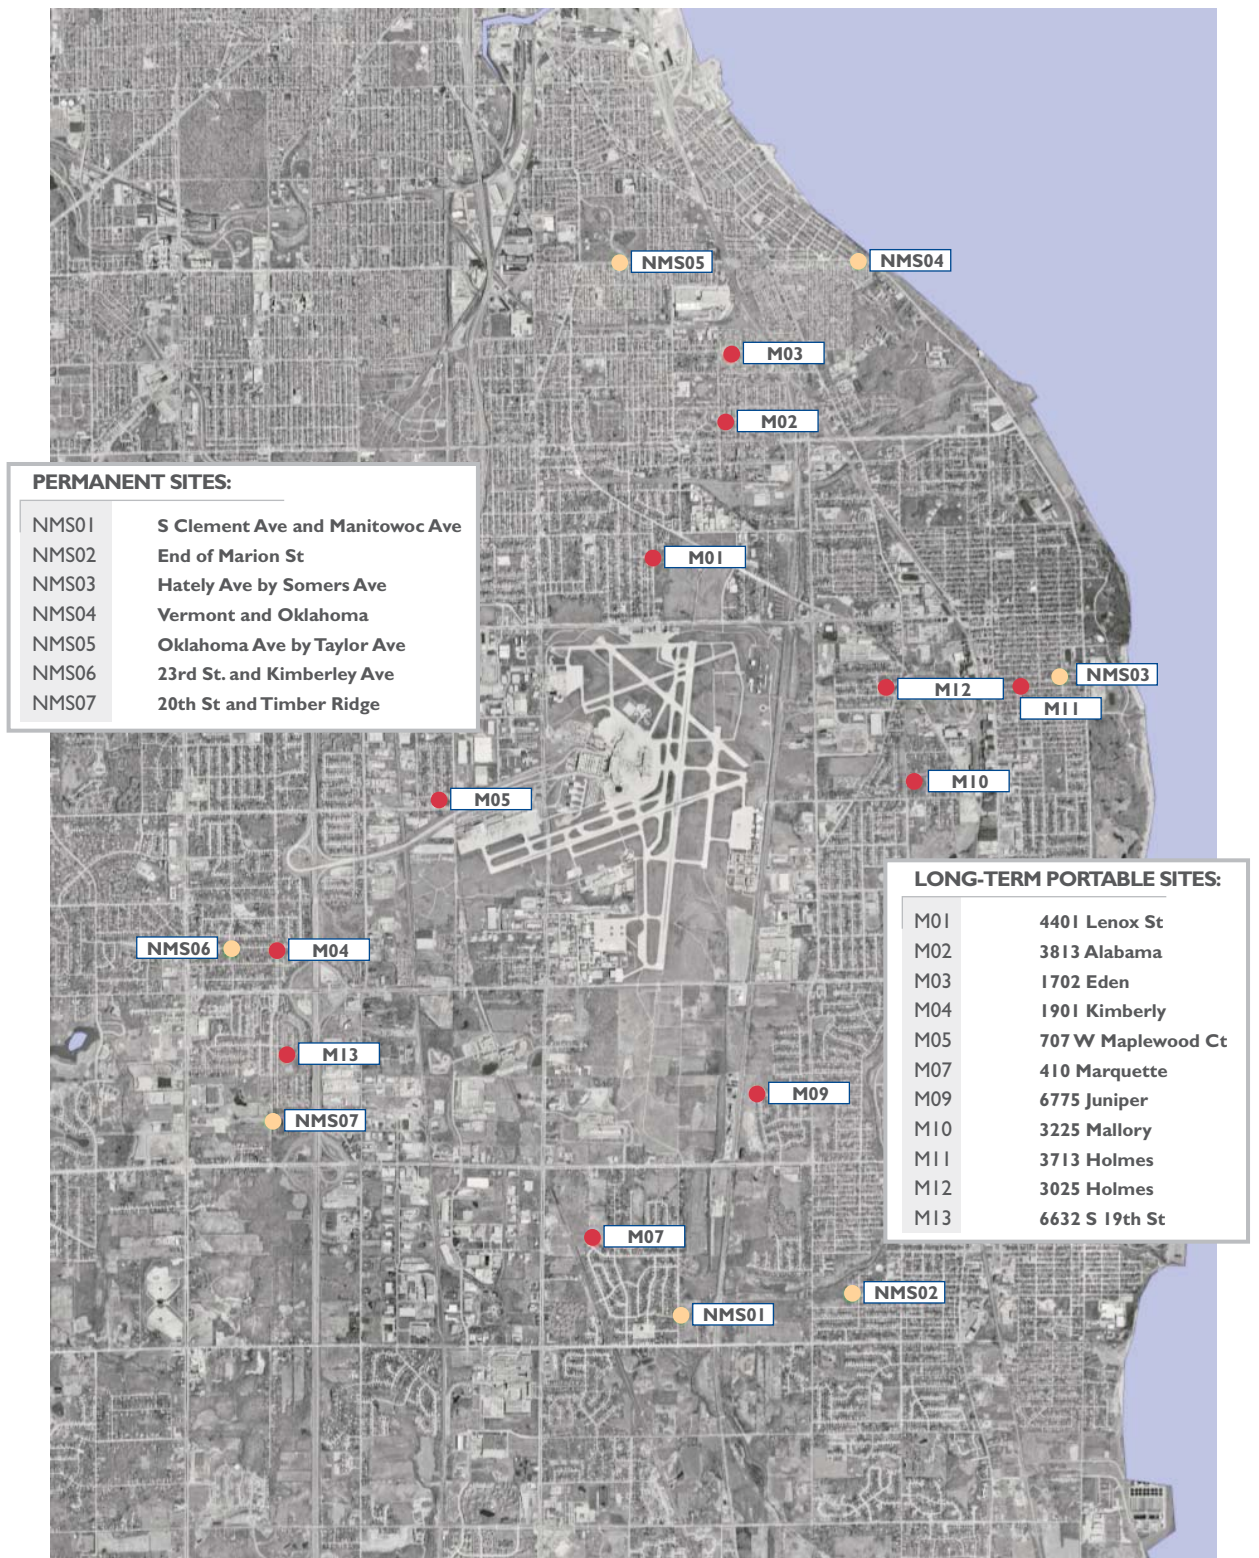 NMS05
NMS04
M03
M02
PERMANENT SITES:
NMS01 S Clement Ave and Manitowoc Ave
NMS02 End of Marion St
NMS03 Hately Ave by Somers Ave
NMS04 Vermont and Oklahoma
NMS05 Oklahoma Ave by Taylor Ave
NMS06 23rd St. and Kimberley Ave
NMS07 20th St and Timber Ridge
M01
NMS03
M12
M11
M10
M05
LONG-TERM PORTABLE SITES:
M01 4401 Lenox St
M02 3813 Alabama
M03 1702 Eden
M04 1901 Kimberly
M05 707 W Maplewood Ct
M07 410 Marquette
M09 6775 Juniper
M10 3225 Mallory
M11 3713 Holmes
M12 3025 Holmes
M13 6632 S 19th St
NMS06
M04
M13
M09
NMS07
M07
NMS02
NMS01